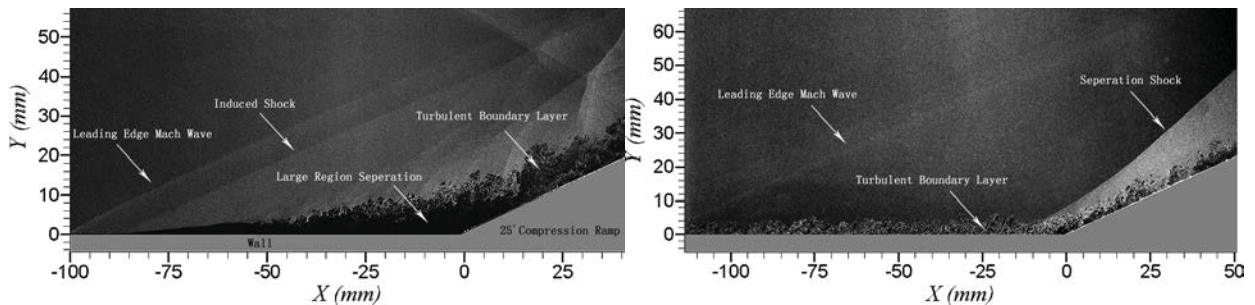 50
40
30
20
10
0
Y (mm)
Induced Shock
Leading Edge Mach Wave
Turbulent Boundary Layer
Large Region Seperation
Wall
25°Compression Ramp
-100 -75 -50 -25 0 25
X (mm)
60
50
40
30
20
10
0
Y (mm)
Leading Edge Mach Wave
Seperation Shock
Turbulent Boundary Layer
-100 -75 -50 -25 0 25 50
X (mm)